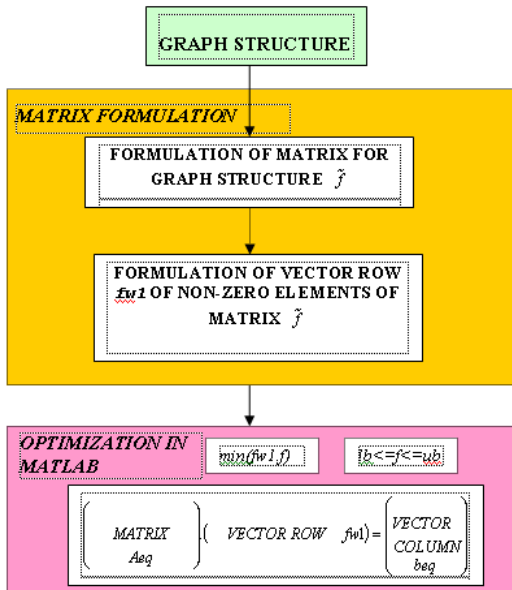 GRAPH STRUCTURE
MATRIX FORMULATION
FORMULATION OF MATRIX FOR
GRAPH STRUCTURE f̃
FORMULATION OF VECTOR ROW
fw1 OF NON-ZERO ELEMENTS OF
MATRIX f̃
OPTIMIZATION IN
MATLAB
min(fw1,f)
lb<=f<=ub
( MATRIX Aeq ) . ( VECTOR ROW fw1) = ( VECTOR COLUMN beq )